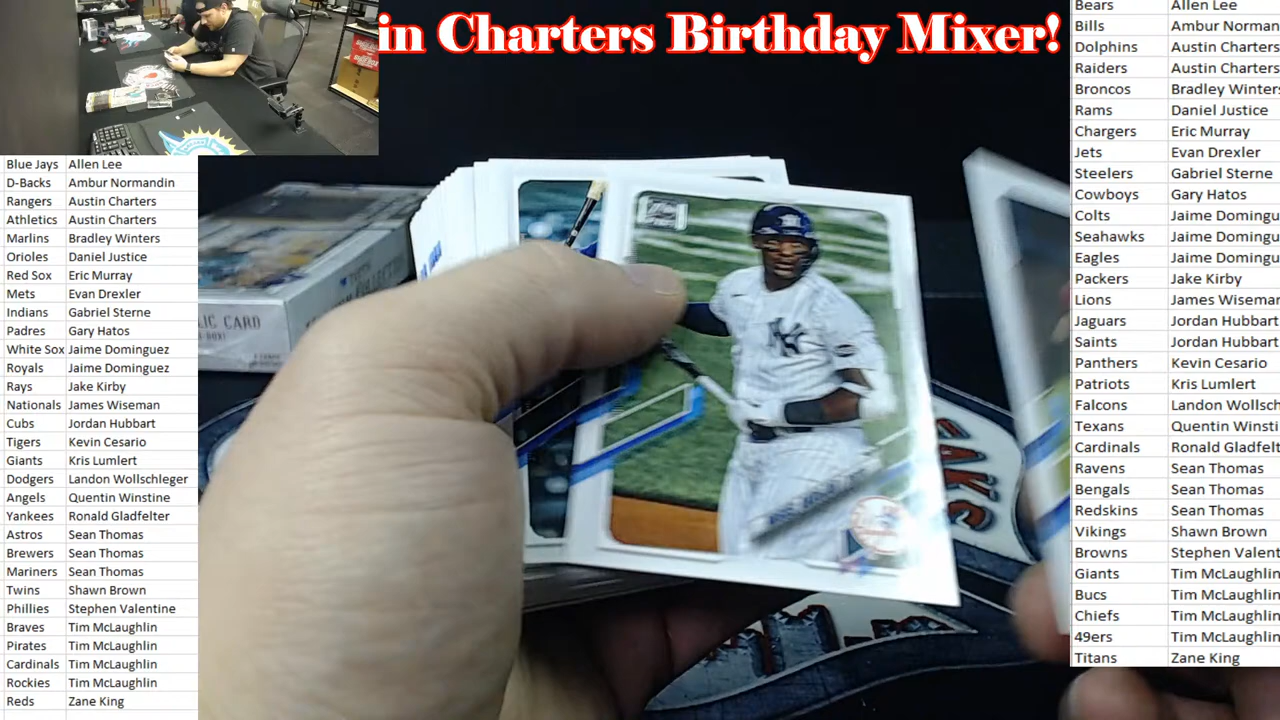 in Charters Birthday Mixer!
Blue Jays Allen Lee
D-Backs Ambur Normandin
Rangers Austin Charters
Athletics Austin Charters
Marlins Bradley Winters
Orioles Daniel Justice
Red Sox Eric Murray
Mets Evan Drexler
Indians Gabriel Sterne
Padres Gary Hatos
White Sox Jaime Dominguez
Royals Jaime Dominguez
Rays Jake Kirby
Nationals James Wiseman
Cubs Jordan Hubbart
Tigers Kevin Cesario
Giants Kris Lumlert
Dodgers Landon Wollschleger
Angels Quentin Winstine
Yankees Ronald Gladfelter
Astros Sean Thomas
Brewers Sean Thomas
Mariners Sean Thomas
Twins Shawn Brown
Phillies Stephen Valentine
Braves Tim McLaughlin
Pirates Tim McLaughlin
Cardinals Tim McLaughlin
Rockies Tim McLaughlin
Reds Zane King
LIC CARD
NY
EAKS
Bears Allen Lee
Bills Ambur Norman
Dolphins Austin Charters
Raiders Austin Charters
Broncos Bradley Winters
Rams Daniel Justice
Chargers Eric Murray
Jets Evan Drexler
Steelers Gabriel Sterne
Cowboys Gary Hatos
Colts Jaime Domingu
Seahawks Jaime Domingu
Eagles Jaime Domingu
Packers Jake Kirby
Lions James Wiseman
Jaguars Jordan Hubbart
Saints Jordan Hubbart
Panthers Kevin Cesario
Patriots Kris Lumlert
Falcons Landon Wollsch
Texans Quentin Winsti
Cardinals Ronald Gladfelt
Ravens Sean Thomas
Bengals Sean Thomas
Redskins Sean Thomas
Vikings Shawn Brown
Browns Stephen Valent
Giants Tim McLaughlin
Bucs Tim McLaughlin
Chiefs Tim McLaughlin
49ers Tim McLaughlin
Titans Zane King